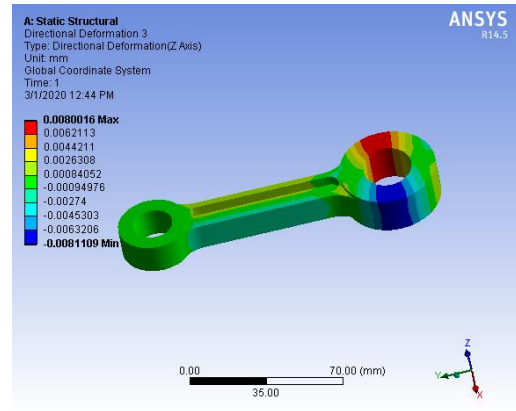 A: Static Structural
Directional Deformation 3
Type: Directional Deformation(Z Axis)
Unit: mm
Global Coordinate System
Time: 1
3/1/2020 12:44 PM
ANSYS
R14.5
0.0080016 Max
0.0062113
0.0044211
0.0026308
0.00084052
-0.00094976
-0.00274
-0.0045303
-0.0063206
-0.0081109 Min
0.00
70.00 (mm)
35.00
Z
Y
X